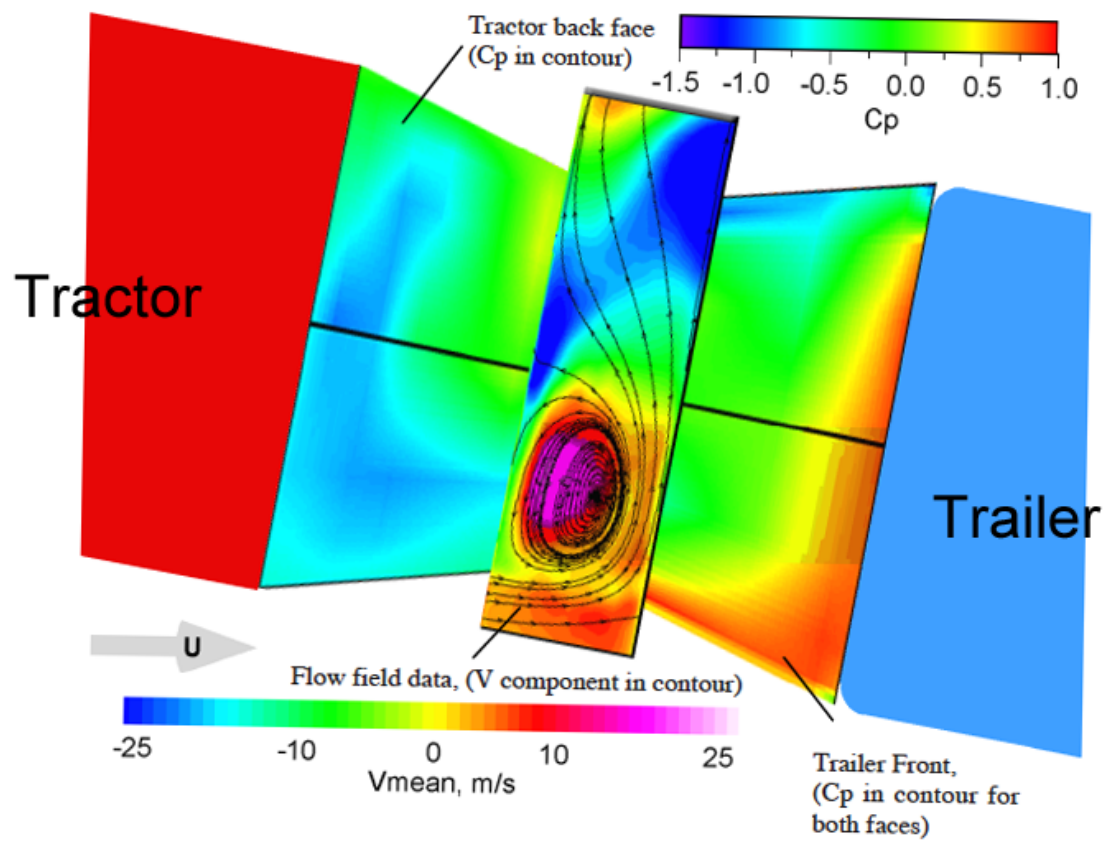 Tractor back face
(Cp in contour)
-1.5 -1.0 -0.5 0.0 0.5 1.0
Cp
Tractor
Trailer
U
Flow field data, (V component in contour)
-25 -10 0 10 25
Vmean, m/s
Trailer Front,
(Cp in contour for
both faces)